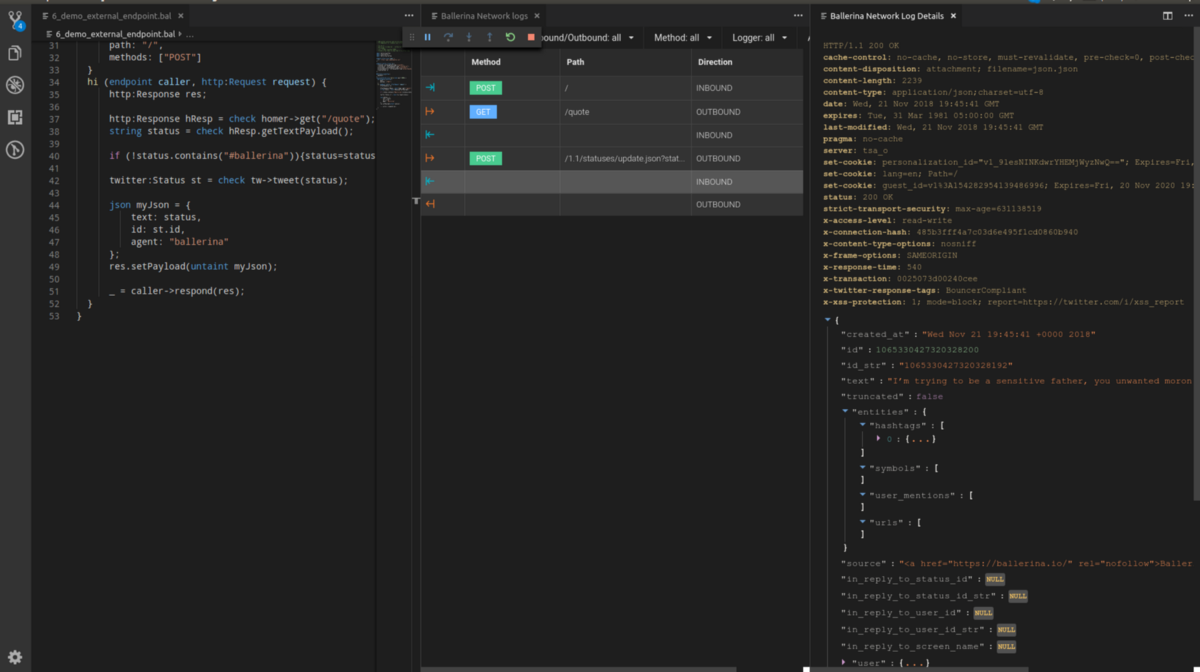 4
6_demo_external_endpoint.bal ×
6_demo_external_endpoint.bal ...
31 path: "/",
32 methods: ["POST"]
33 }
34 hi (endpoint caller, http:Request request) {
35 http:Response res;
36
37 http:Response hResp = check homer->get("/quote");
38 string status = check hResp.getTextPayload();
39
40 if (!status.contains("#ballerina")){status=status
41
42 twitter:Status st = check tw->tweet(status);
43
44 json myJson = {
45 text: status,
46 id: st.id,
47 agent: "ballerina"
48 };
49 res.setPayload(untaint myJson);
50
51 _ = caller->respond(res);
52 }
53 }
Ballerina Network logs ×
ound/Outbound: all Method: all Logger: all
Method Path Direction
POST / INBOUND
GET /quote OUTBOUND
INBOUND
POST /1.1/statuses/update.json?stat... OUTBOUND
INBOUND
OUTBOUND
Ballerina Network Log Details ×
HTTP/1.1 200 OK
cache-control: no-cache, no-store, must-revalidate, pre-check=0, post-chec
content-disposition: attachment; filename=json.json
content-length: 2239
content-type: application/json;charset=utf-8
date: Wed, 21 Nov 2018 19:45:41 GMT
expires: Tue, 31 Mar 1981 05:00:00 GMT
last-modified: Wed, 21 Nov 2018 19:45:41 GMT
pragma: no-cache
server: tsa_o
set-cookie: personalization_id="v1_9lesNINKdwrYHEMjWyzNwQ=="; Expires=Fri,
set-cookie: lang=en; Path=/
set-cookie: guest_id=v1%3A154282954139486996; Expires=Fri, 20 Nov 2020 19:
status: 200 OK
strict-transport-security: max-age=631138519
x-access-level: read-write
x-connection-hash: 485b3fff4a7c03d6e495f1cd0860b940
x-content-type-options: nosniff
x-frame-options: SAMEORIGIN
x-response-time: 540
x-transaction: 0025073d00240cee
x-twitter-response-tags: BouncerCompliant
x-xss-protection: 1; mode=block; report=https://twitter.com/i/xss_report
{
"created_at" : "Wed Nov 21 19:45:41 +0000 2018"
"id" : 1065330427320328200
"id_str" : "1065330427320328192"
"text" : "I'm trying to be a sensitive father, you unwanted moron
"truncated" : false
"entities" : {
"hashtags" : [
0 : {...}
]
"symbols" : [
]
"user_mentions" : [
]
"urls" : [
]
}
"source" : "<a href="https://ballerina.io/" rel="nofollow">Baller
"in_reply_to_status_id" : NULL
"in_reply_to_status_id_str" : NULL
"in_reply_to_user_id" : NULL
"in_reply_to_user_id_str" : NULL
"in_reply_to_screen_name" : NULL
"user" : {...}